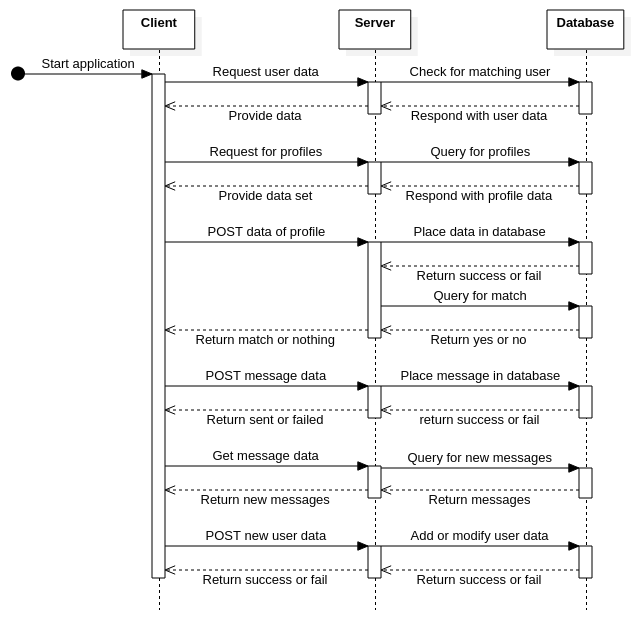 Client
Server
Database
Start application
Request user data
Check for matching user
Provide data
Respond with user data
Request for profiles
Query for profiles
Provide data set
Respond with profile data
POST data of profile
Place data in database
Return success or fail
Query for match
Return match or nothing
Return yes or no
POST message data
Place message in database
Return sent or failed
return success or fail
Get message data
Query for new messages
Return new messages
Return messages
POST new user data
Add or modify user data
Return success or fail
Return success or fail